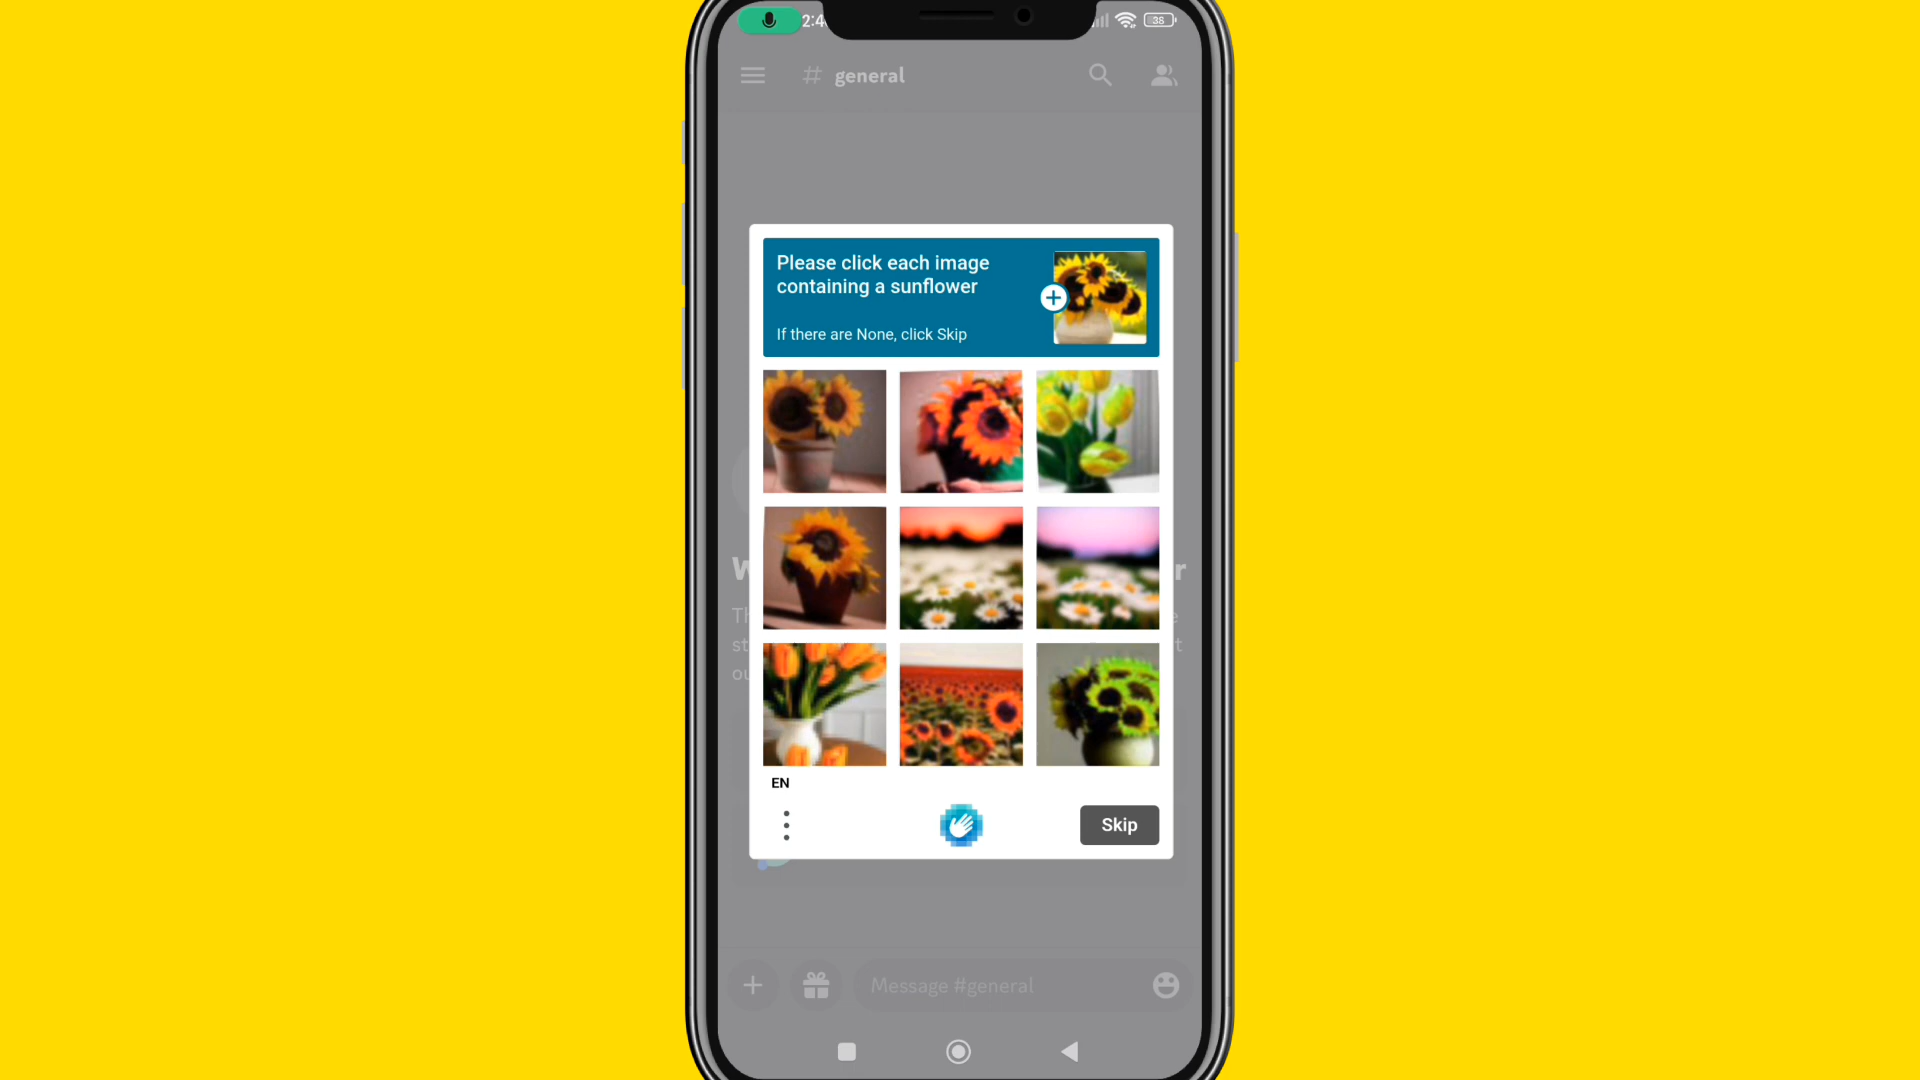 2:4
38
# general
Please click each image
containing a sunflower
If there are None, click Skip
EN
Skip
Message #general